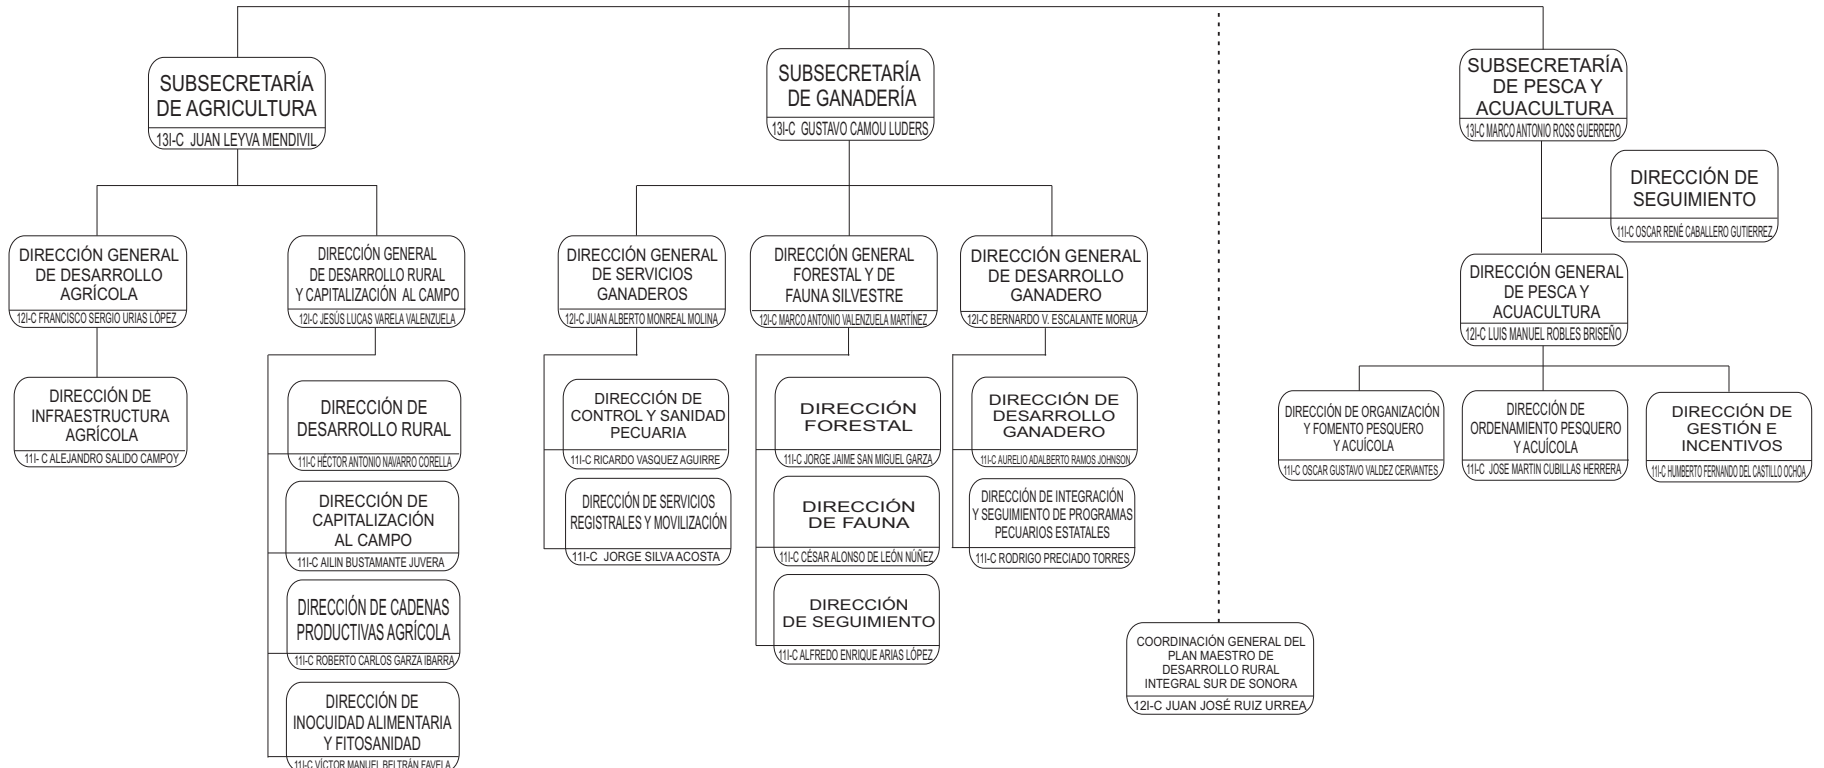 SUBSECRETARÍA
DE AGRICULTURA
13I-C JUAN LEYVA MENDIVIL
SUBSECRETARÍA
DE GANADERÍA
13I-C GUSTAVO CAMOU LUDERS
SUBSECRETARÍA
DE PESCA Y
ACUACULTURA
13I-C MARCO ANTONIO ROSS GUERRERO
DIRECCIÓN DE
SEGUIMIENTO
11I-C OSCAR RENÉ CABALLERO GUTIERREZ
DIRECCIÓN GENERAL
DE DESARROLLO
AGRÍCOLA
12I-C FRANCISCO SERGIO URIAS LÓPEZ
DIRECCIÓN GENERAL
DE DESARROLLO RURAL
Y CAPITALIZACIÓN AL CAMPO
12I-C JESÚS LUCAS VARELA VALENZUELA
DIRECCIÓN GENERAL
DE SERVICIOS
GANADEROS
12I-C JUAN ALBERTO MONREAL MOLINA
DIRECCIÓN GENERAL
FORESTAL Y DE
FAUNA SILVESTRE
12I-C MARCO ANTONIO VALENZUELA MARTÍNEZ
DIRECCIÓN GENERAL
DE DESARROLLO
GANADERO
12I-C BERNARDO V. ESCALANTE MORUA
DIRECCIÓN GENERAL
DE PESCA Y
ACUACULTURA
12I-C LUIS MANUEL ROBLES BRISEÑO
DIRECCIÓN DE
INFRAESTRUCTURA
AGRÍCOLA
11I- C ALEJANDRO SALIDO CAMPOY
DIRECCIÓN DE
DESARROLLO RURAL
11I-C HÉCTOR ANTONIO NAVARRO CORELLA
DIRECCIÓN DE
CAPITALIZACIÓN
AL CAMPO
11I-C AILIN BUSTAMANTE JUVERA
DIRECCIÓN DE CADENAS
PRODUCTIVAS AGRÍCOLA
11I-C ROBERTO CARLOS GARZA IBARRA
DIRECCIÓN DE
INOCUIDAD ALIMENTARIA
Y FITOSANIDAD
11I-C VÍCTOR MANUEL BELTRÁN FAVELA
DIRECCIÓN DE
CONTROL Y SANIDAD
PECUARIA
11I-C RICARDO VASQUEZ AGUIRRE
DIRECCIÓN DE SERVICIOS
REGISTRALES Y MOVILIZACIÓN
11I-C JORGE SILVA ACOSTA
DIRECCIÓN
FORESTAL
11I-C JORGE JAIME SAN MIGUEL GARZA
DIRECCIÓN
DE FAUNA
11I-C CÉSAR ALONSO DE LEÓN NÚÑEZ
DIRECCIÓN
DE SEGUIMIENTO
11I-C ALFREDO ENRIQUE ARIAS LÓPEZ
DIRECCIÓN DE
DESARROLLO
GANADERO
11I-C AURELIO ADALBERTO RAMOS JOHNSON
DIRECCIÓN DE INTEGRACIÓN
Y SEGUIMIENTO DE PROGRAMAS
PECUARIOS ESTATALES
11I-C RODRIGO PRECIADO TORRES
COORDINACIÓN GENERAL DEL
PLAN MAESTRO DE
DESARROLLO RURAL
INTEGRAL SUR DE SONORA
12I-C JUAN JOSÉ RUIZ URREA
DIRECCIÓN DE ORGANIZACIÓN
Y FOMENTO PESQUERO
Y ACUÍCOLA
11I-C OSCAR GUSTAVO VALDEZ CERVANTES
DIRECCIÓN DE
ORDENAMIENTO PESQUERO
Y ACUÍCOLA
11I-C JOSE MARTIN CUBILLAS HERRERA
DIRECCIÓN DE
GESTIÓN E
INCENTIVOS
11I-C HUMBERTO FERNANDO DEL CASTILLO OCHOA